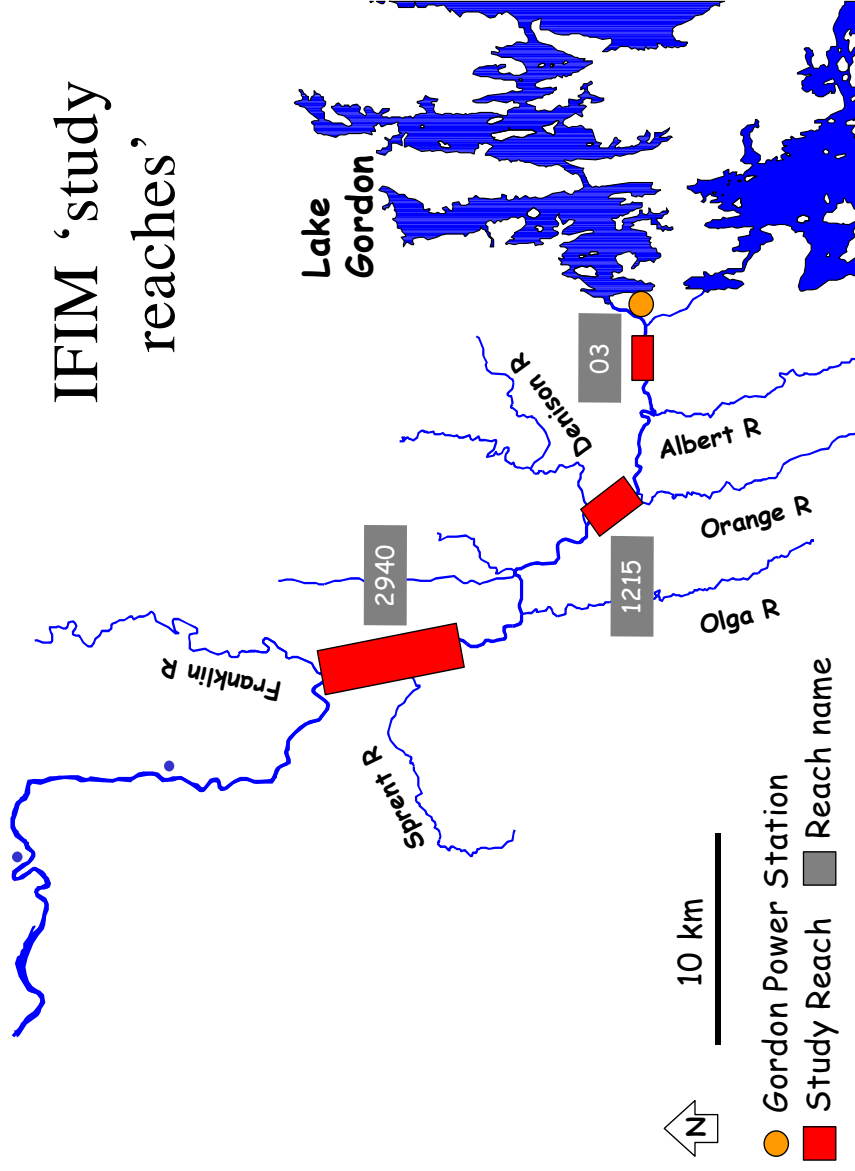 IFIM ‘study
reaches’
Lake
Gordon
Franklin R
2940
Denison R
03
Sprent R
Albert R
Orange R
1215
Olga R
10 km
N
Gordon Power Station
Study Reach
Reach name